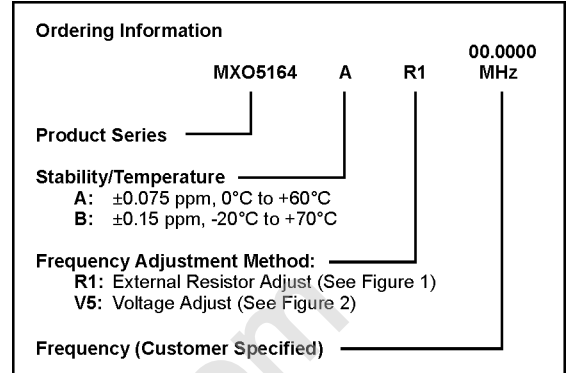 Ordering Information
00.0000
MXO5164 A R1 MHz
Product Series
Stability/Temperature
A: ±0.075 ppm, 0°C to +60°C
B: ±0.15 ppm, -20°C to +70°C
Frequency Adjustment Method:
R1: External Resistor Adjust (See Figure 1)
V5: Voltage Adjust (See Figure 2)
Frequency (Customer Specified)
om